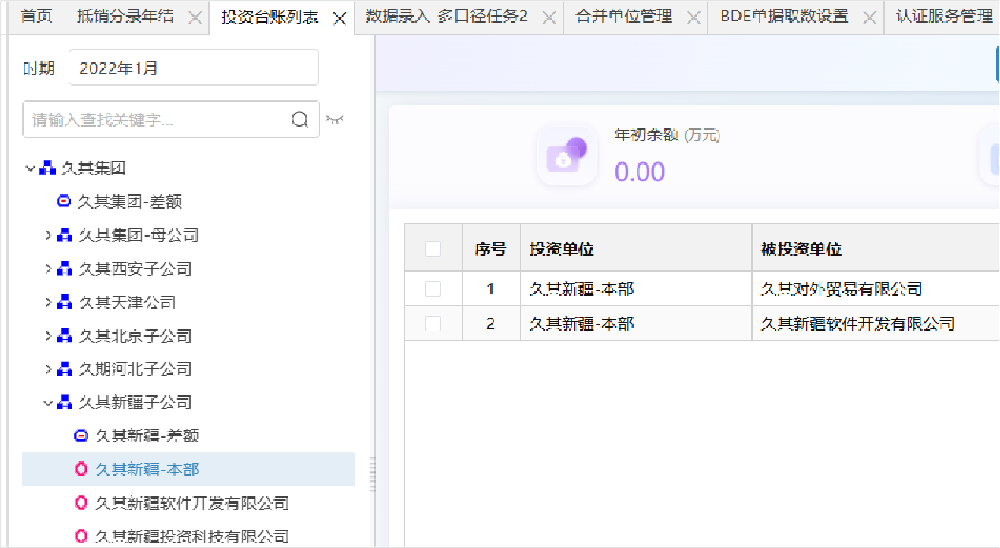 首页 抵销分录年结 投资台账列表 数据录入-多口径任务2 合并单位管理 BDE单据取数设置 认证服务管理
时期 2022年1月
请输入查找关键字...
久其集团
久其集团-差额
久其集团-母公司
久其西安子公司
久其天津公司
久其北京子公司
久期河北子公司
久其新疆子公司
久其新疆-差额
久其新疆-本部
久其新疆软件开发有限公司
久其新疆投资科技有限公司
年初余额 (万元)
0.00
序号 投资单位 被投资单位
1 久其新疆-本部 久其对外贸易有限公司
2 久其新疆-本部 久其新疆软件开发有限公司